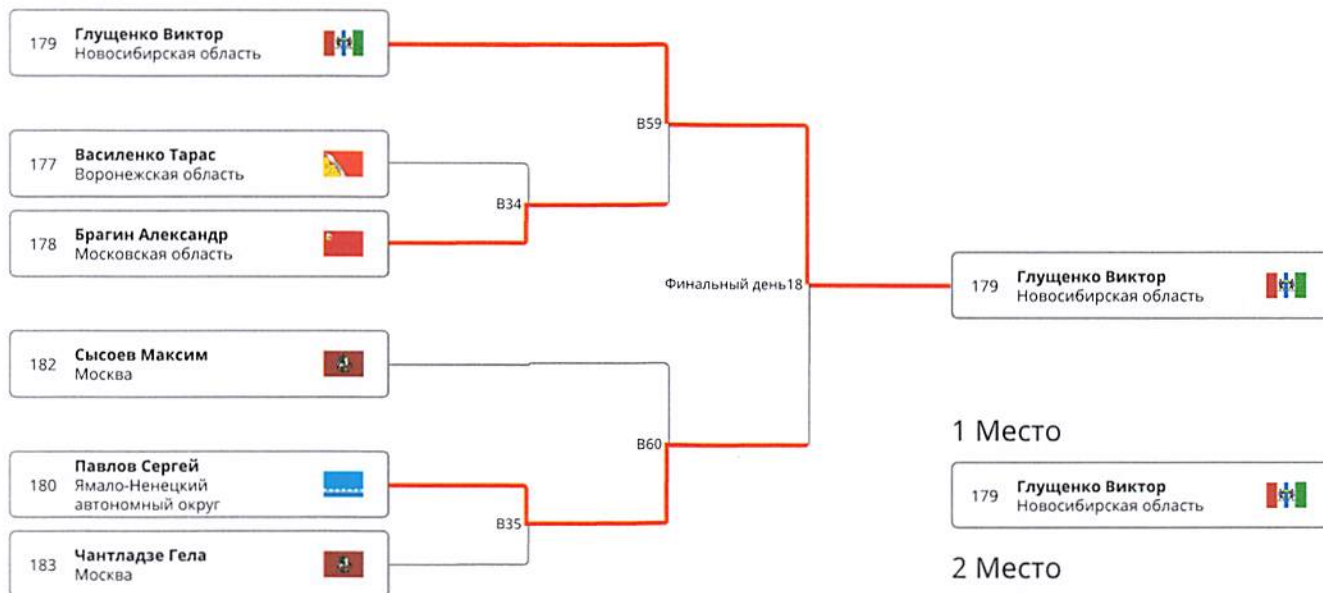 179 Глущенко Виктор
Новосибирская область
B59
177 Василенко Тарас
Воронежская область
B34
178 Брагин Александр
Московская область
Финальный день18
179 Глущенко Виктор
Новосибирская область
182 Сысоев Максим
Москва
1 Место
B60
180 Павлов Сергей
Ямало-Ненецкий
автономный округ
179 Глущенко Виктор
Новосибирская область
B35
183 Чантладзе Гела
Москва
2 Место